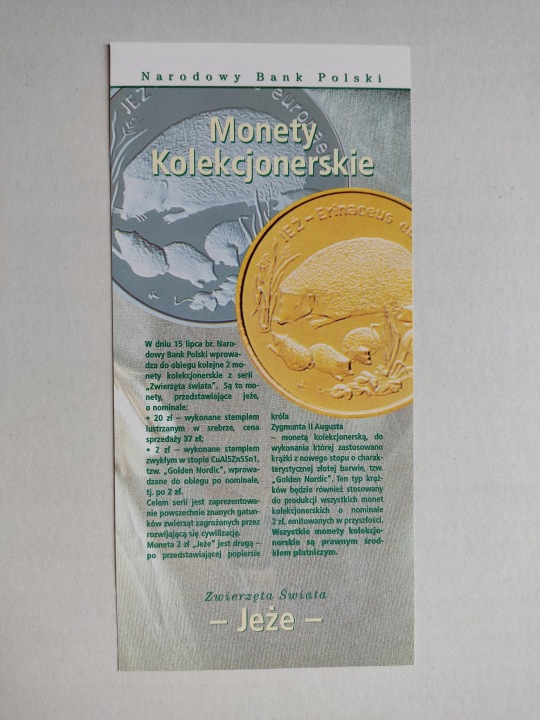 Narodowy Bank Polski
JEŻ
europ
Monety
Kolekcjonerskie
JEŻ – Erinaceus e
W dniu 15 lipca br. Naro-
dowy Bank Polski wprowa-
dza do obiegu kolejne 2 mo-
nety kolekcjonerskie z serii
„Zwierzęta świata”. Są to mo-
nety, przedstawiające jeże,
o nominale:
• 20 zł – wykonane stemplem
lustrzanym w srebrze, cena
sprzedaży 37 zł;
• 2 zł – wykonane stemplem
zwykłym w stopie CuAl5Zn5Sn1,
tzw. „Golden Nordic”, wprowa-
dzane do obiegu po nominale,
tj. po 2 zł.
Celem serii jest zaprezentowa-
nie powszechnie znanych gatun-
ków zwierząt zagrożonych przez
rozwijającą się cywilizację.
Moneta 2 zł „Jeże” jest drugą –
po przedstawiającej popiersie
króla
Zygmunta II Augusta
– monetą kolekcjonerską, do
wykonania której zastosowano
krążki z nowego stopu o charak-
terystycznej złotej barwie, tzw.
„Golden Nordic”. Ten typ krąż-
ków będzie również stosowany
do produkcji wszystkich monet
kolekcjonerskich o nominale
2 zł, emitowanych w przyszłości.
Wszystkie monety kolekcjo-
nerskie są prawnym środ-
kiem płatniczym.
Zwierzęta Świata
– Jeże –